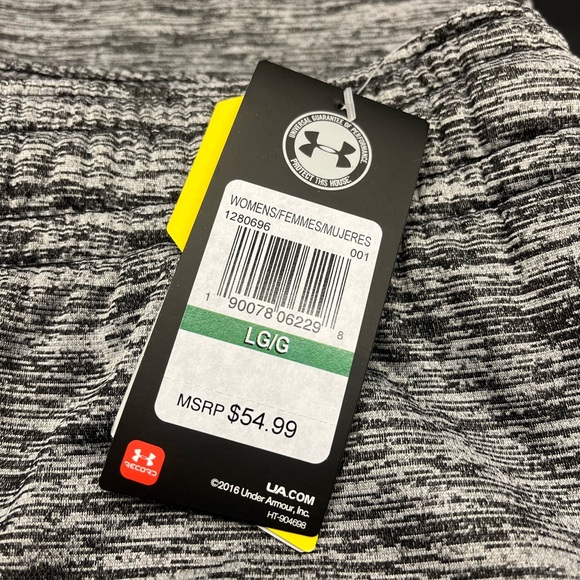 UNIVERSAL GUARANTEE OF PERFORMANCE
PROTECT THIS HOUSE
WOMENS/FEMMES/MUJERES
1280696 001
1 90078 06229 8
LG/G
MSRP $54.99
RECORD
UA.COM
©2016 Under Armour, Inc.
HT-904698